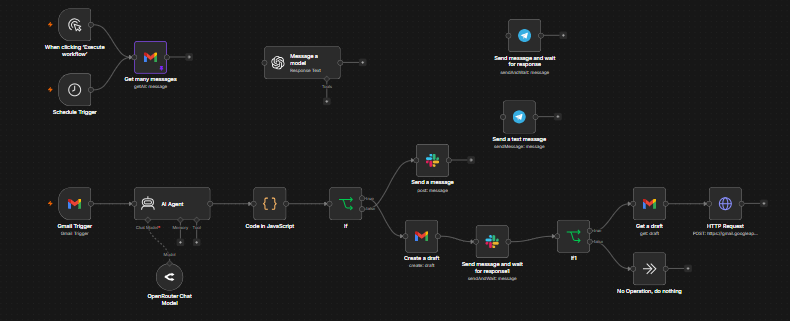 When clicking 'Execute
workflow'
Get many messages
getAll: message
Schedule Trigger
Message a
model
Response Text
Tools
Send message and wait
for response
sendAndWait: message
Send a text message
sendMessage: message
Send a message
post: message
Gmail Trigger
Gmail Trigger
AI Agent
Chat Model*
Memory
Tool
Model
OpenRouter Chat
Model
Code in JavaScript
If
true
false
Create a draft
create: draft
Send message and wait
for response1
sendAndWait: message
If1
true
false
Get a draft
get: draft
HTTP Request
POST: https://gmail.googleap...
No Operation, do nothing